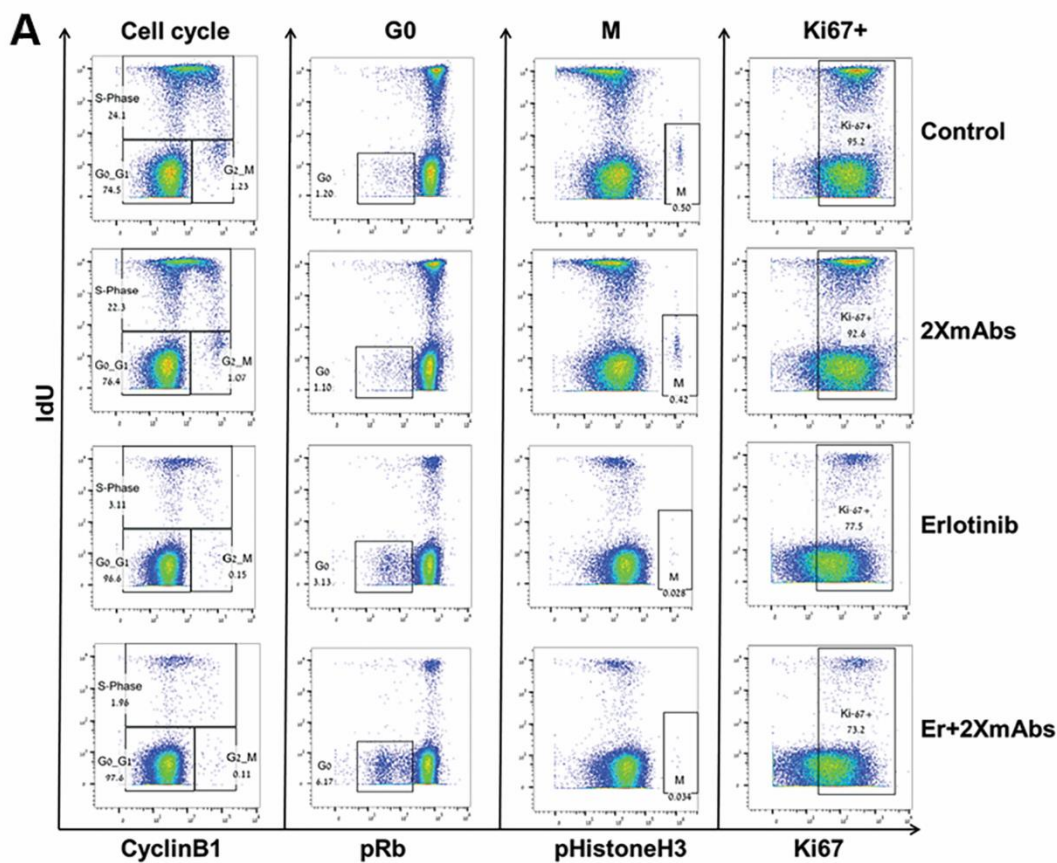 A
Cell cycle G0 M Ki67+
S-Phase
24.1
G0_G1
74.5
G2_M
1.23
G0
1.20
M
0.50
Ki-67+
95.2
Control
S-Phase
22.3
G0_G1
76.4
G2_M
1.07
G0
1.10
M
0.42
Ki-67+
92.6
2XmAbs
IdU
S-Phase
3.11
G0_G1
96.6
G2_M
0.15
G0
3.13
M
0.028
Ki-67+
77.5
Erlotinib
S-Phase
1.96
G0_G1
97.6
G2_M
0.11
G0
6.17
M
0.034
Ki-67+
73.2
Er+2XmAbs
CyclinB1 pRb pHistoneH3 Ki67